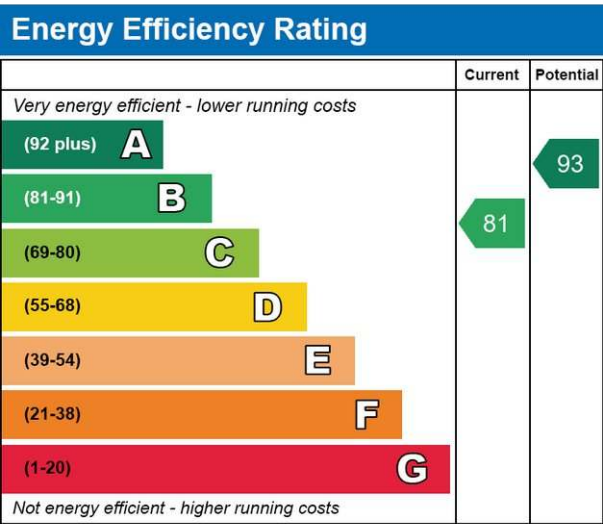 Energy Efficiency Rating
Current Potential
Very energy efficient - lower running costs
(92 plus) A
93
(81-91) B
81
(69-80) C
(55-68) D
(39-54) E
(21-38) F
(1-20) G
Not energy efficient - higher running costs